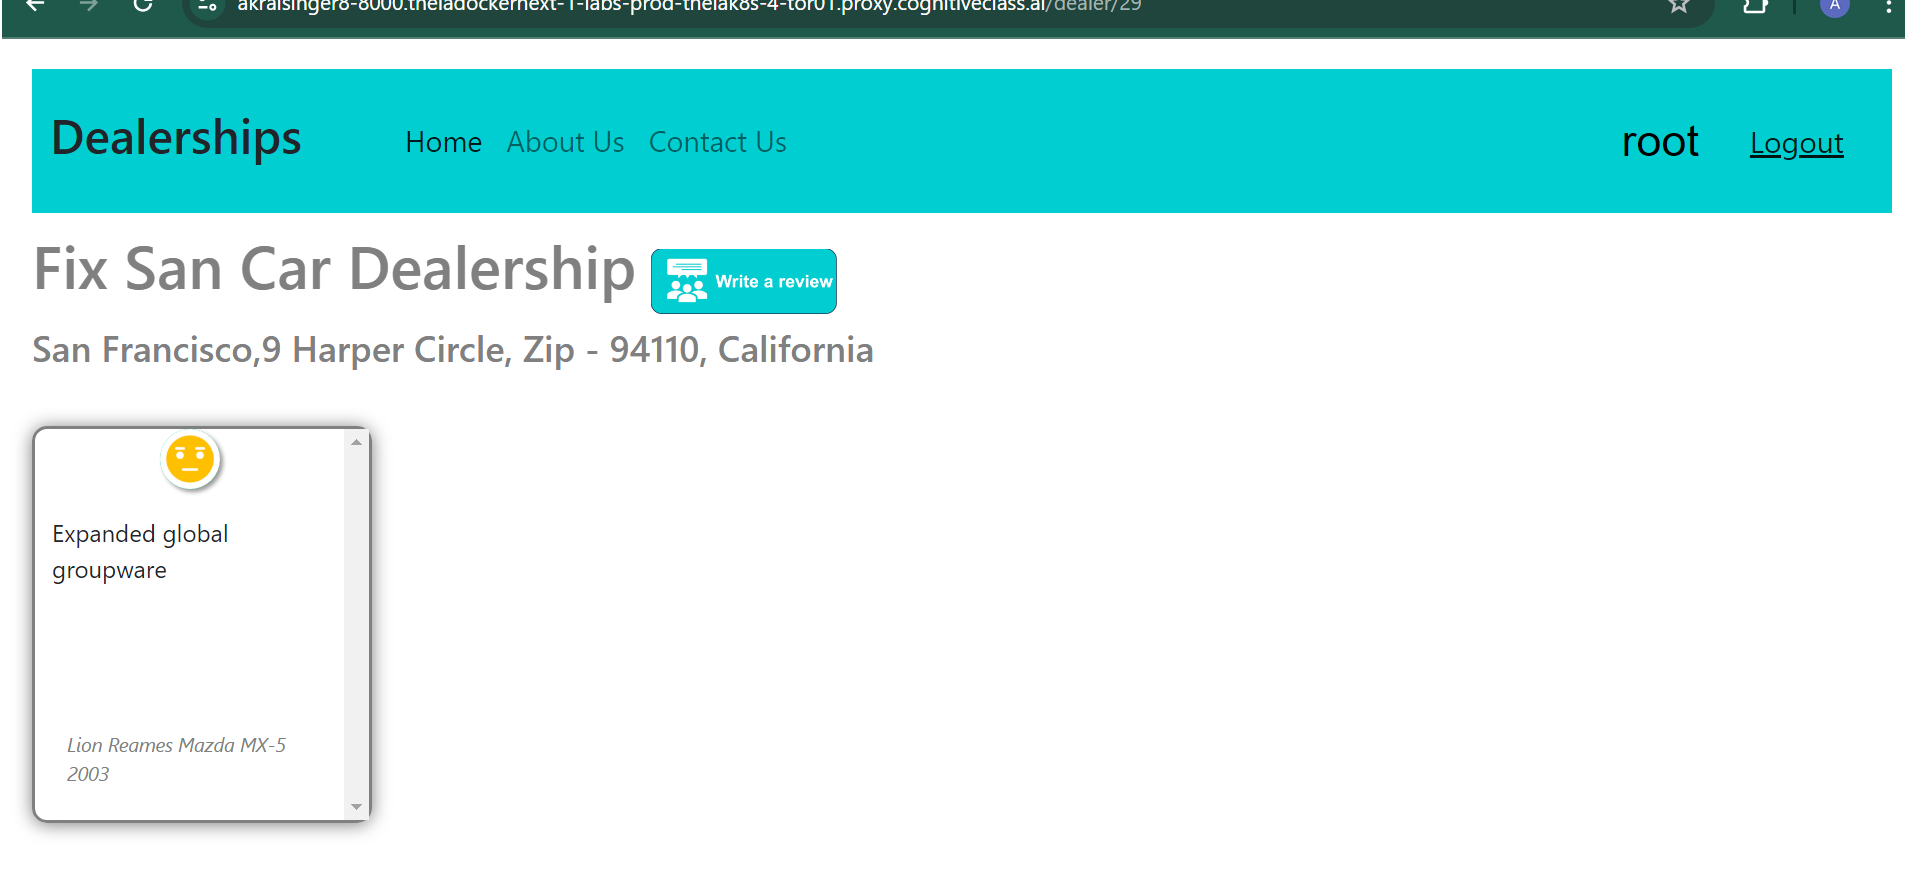 akralsinger8-8000.theiadockernext-1-labs-prod-theiak8s-4-tor01.proxy.cognitiveclass.ai/dealer/29
A
Dealerships
Home
About Us
Contact Us
root
Logout
Fix San Car Dealership
Write a review
San Francisco,9 Harper Circle, Zip - 94110, California
Expanded global
groupware
Lion Reames Mazda MX-5
2003